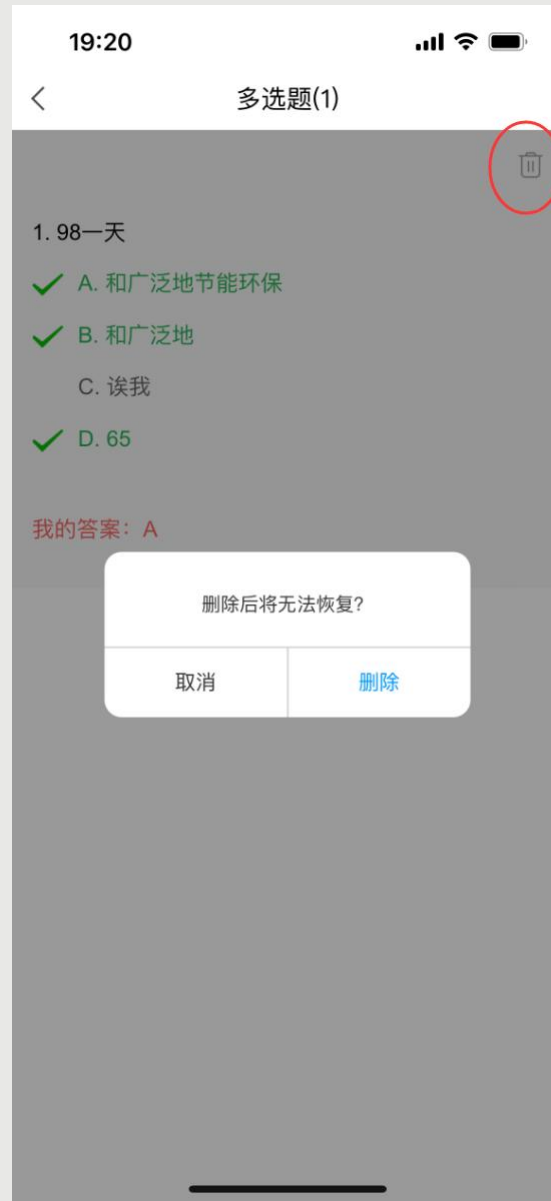 19:20
多选题(1)
1. 98一天
A. 和广泛地节能环保
B. 和广泛地
C. 诶我
D. 65
我的答案：A
删除后将无法恢复?
取消
删除